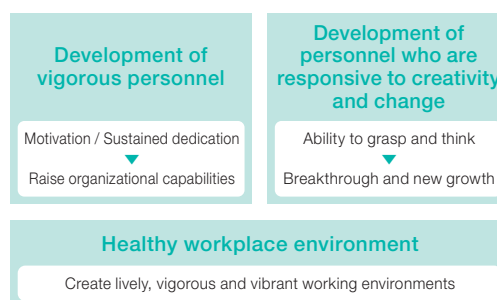 Development of
vigorous personnel
Motivation / Sustained dedication
Raise organizational capabilities
Development of
personnel who are
responsive to creativity
and change
Ability to grasp and think
Breakthrough and new growth
Healthy workplace environment
Create lively, vigorous and vibrant working environments